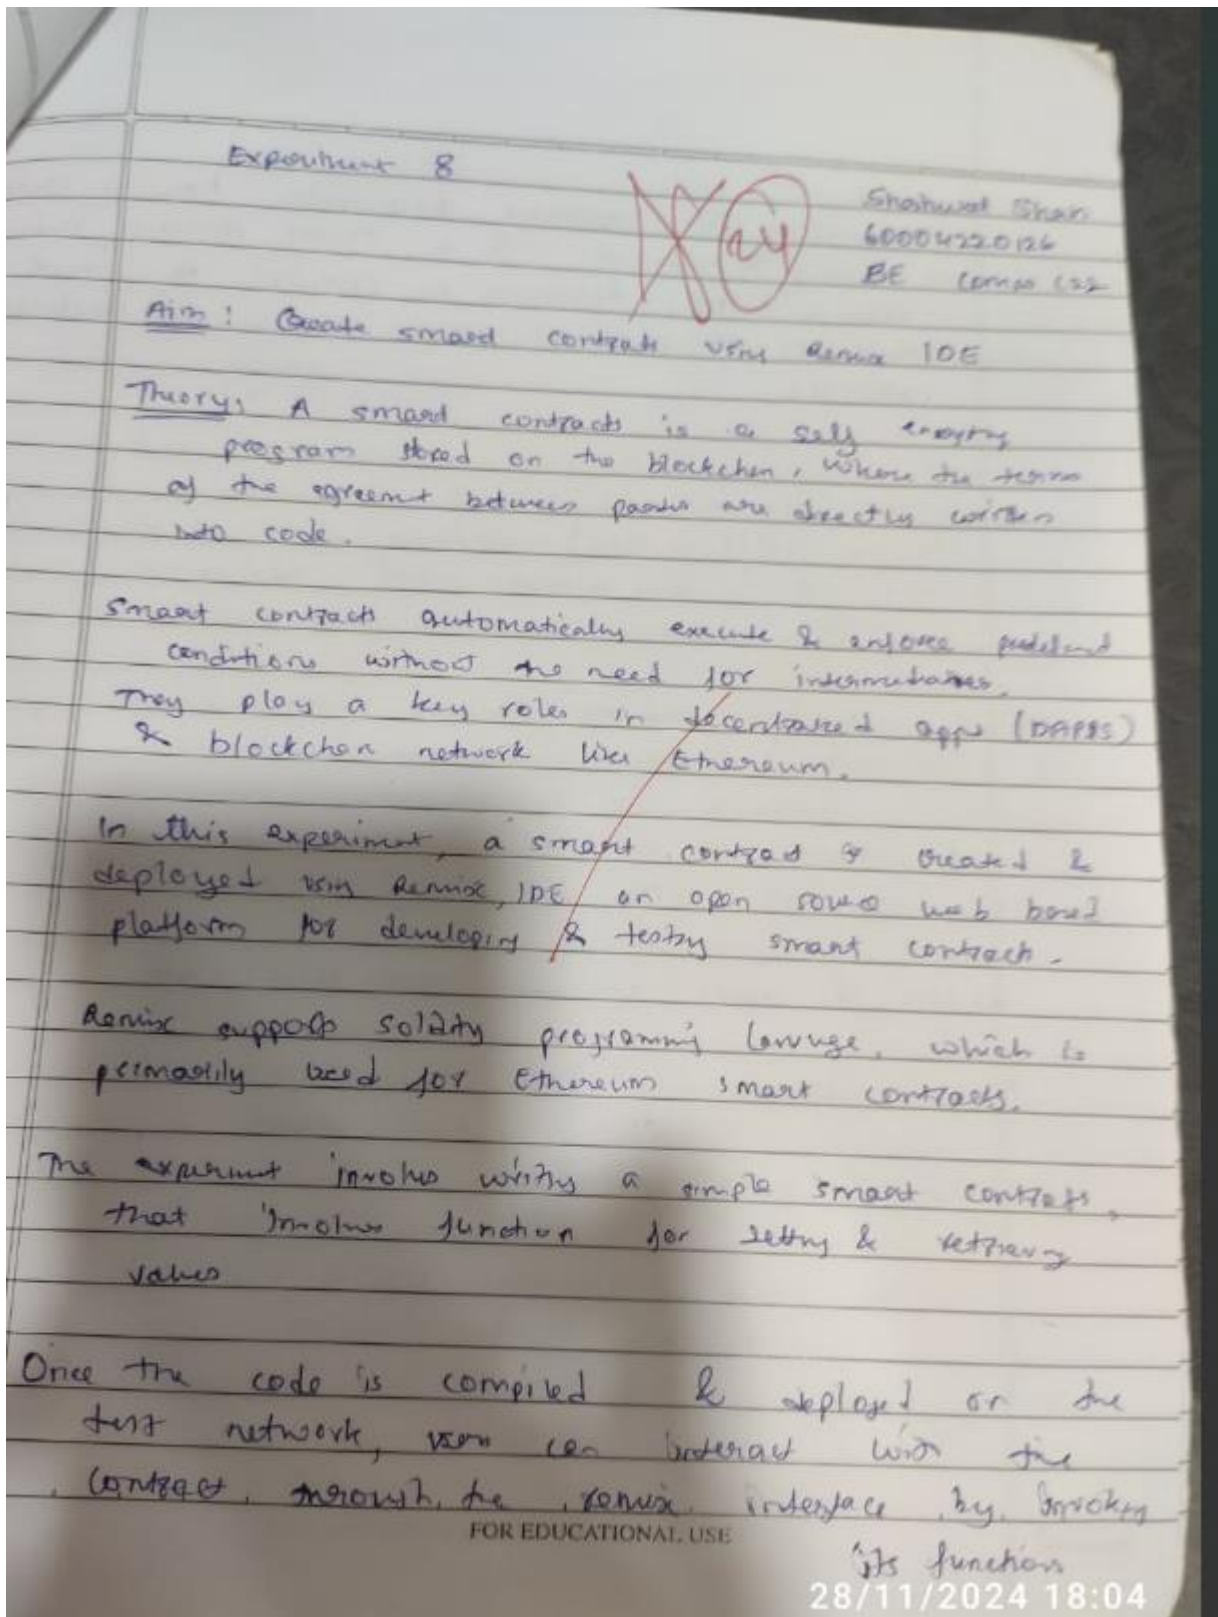 Experiment 8
24
Shashwat Shah
60004220126
BE Comps C22
Aim: Create smart contracts using Remix IDE
Theory: A smart contracts is a self executing
program stored on the blockchain, where the terms
of the agreement between parties are directly written
into code.
Smart contracts automatically execute & enforce predefined
conditions without the need for intermediaries.
They play a key roles in decentralized apps (DAPPS)
& blockchain network like Ethereum.
In this experiment, a smart contract is created &
deployed using Remix, IDE an open source web based
platform for developing & testing smart contract.
Remix supports solidity programming language, which is
primarily used for Ethereum smart contracts.
The experiment involves writing a simple smart contract,
that involves function for setting & retrieving
values
Once the code is compiled & deployed on the
test network, users can interact with the
contract through the remix interface by invoking
its function
FOR EDUCATIONAL USE
28/11/2024 18:04